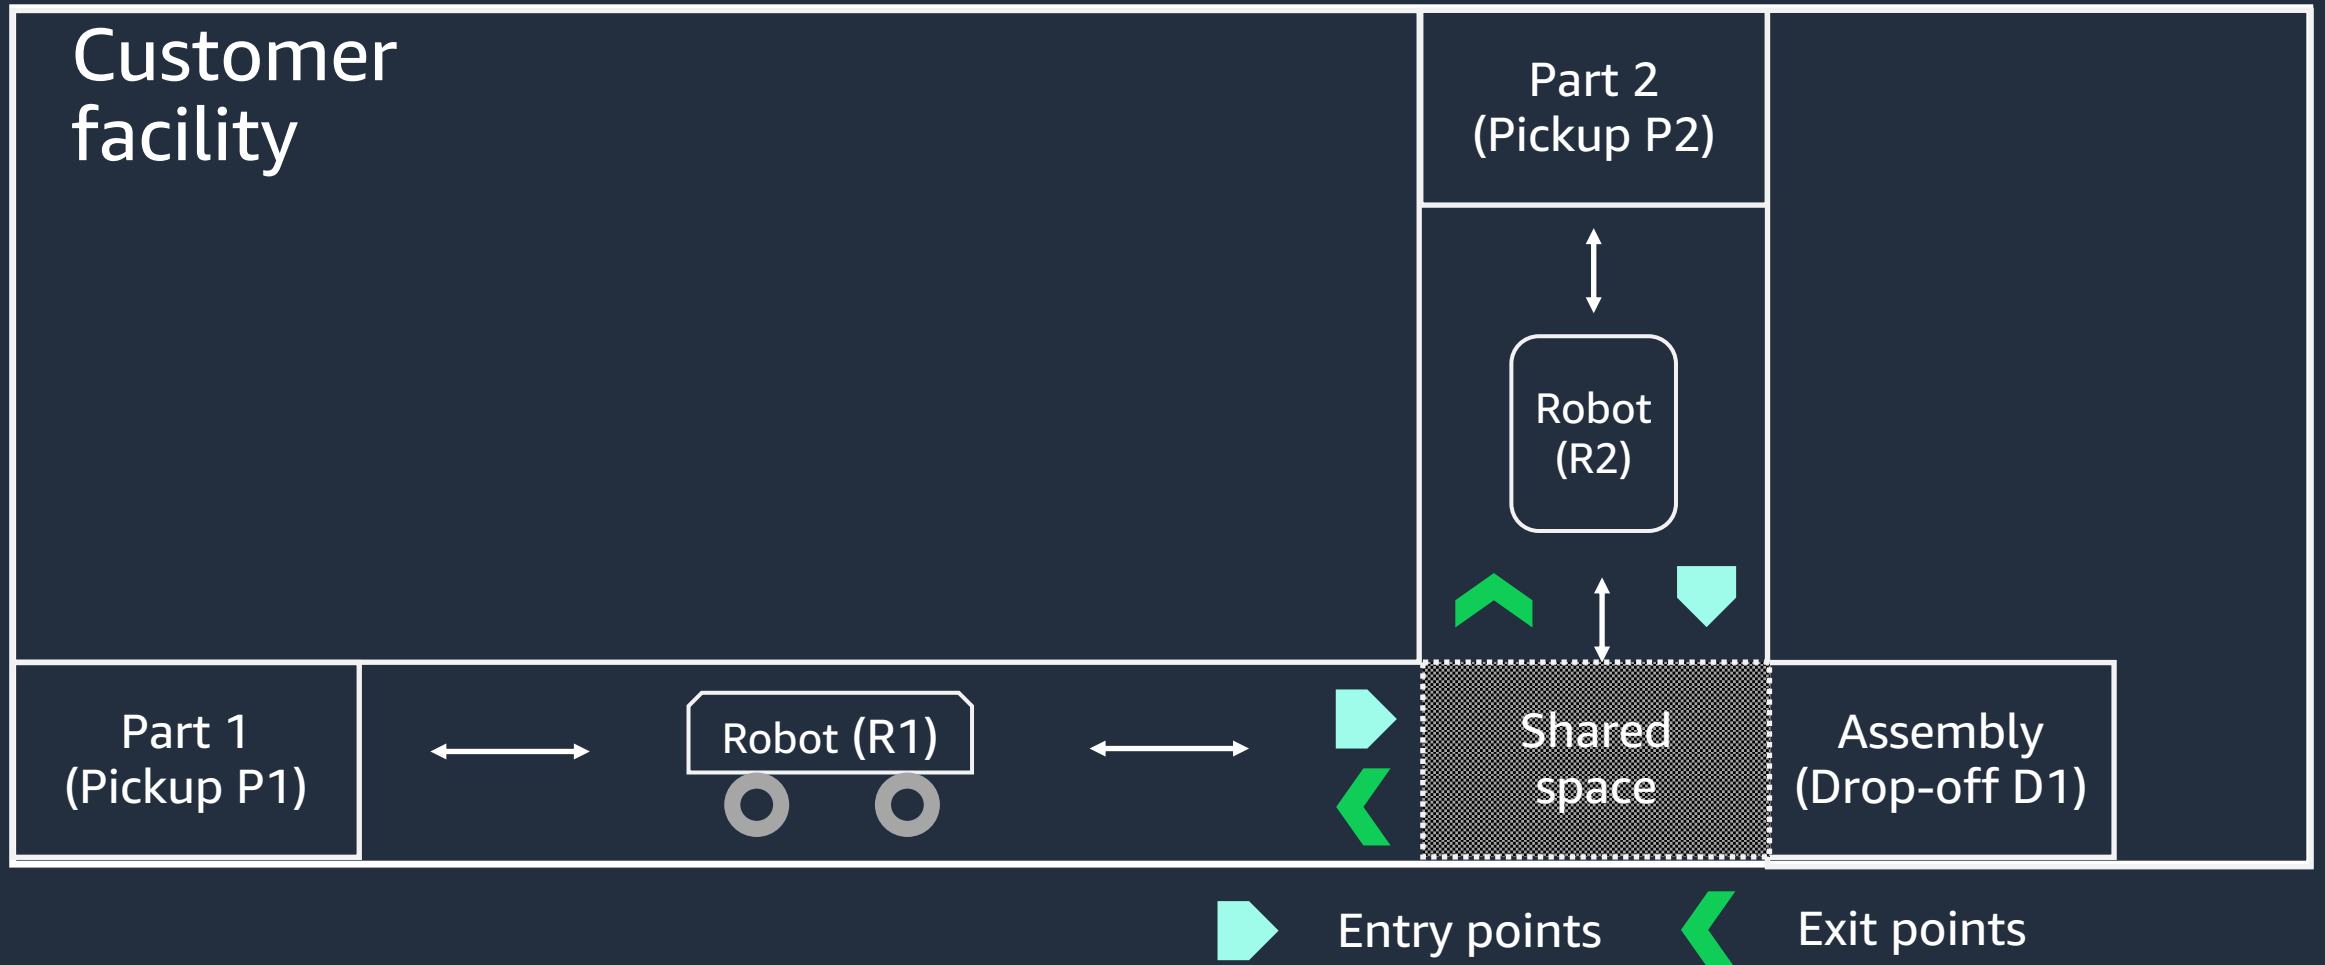 Customer
facility
Part 2
(Pickup P2)
Robot
(R2)
Part 1
(Pickup P1)
Robot (R1)
Shared
space
Assembly
(Drop-off D1)
Entry points
Exit points